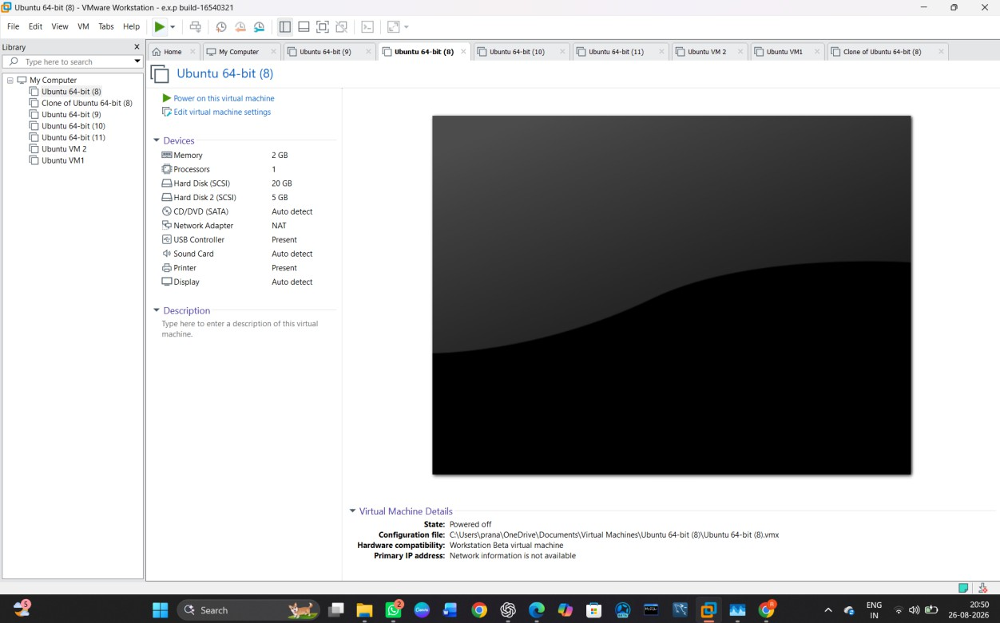 Ubuntu 64-bit (8) - VMware Workstation - e.x.p build-16540321
File Edit View VM Tabs Help
Library
Type here to search
My Computer
Ubuntu 64-bit (8)
Clone of Ubuntu 64-bit (8)
Ubuntu 64-bit (9)
Ubuntu 64-bit (10)
Ubuntu 64-bit (11)
Ubuntu VM 2
Ubuntu VM1
Home My Computer Ubuntu 64-bit (9) Ubuntu 64-bit (8) Ubuntu 64-bit (10) Ubuntu 64-bit (11) Ubuntu VM 2 Ubuntu VM1 Clone of Ubuntu 64-bit (8)
Ubuntu 64-bit (8)
Power on this virtual machine
Edit virtual machine settings
Devices
Memory 2 GB
Processors 1
Hard Disk (SCSI) 20 GB
Hard Disk 2 (SCSI) 5 GB
CD/DVD (SATA) Auto detect
Network Adapter NAT
USB Controller Present
Sound Card Auto detect
Printer Present
Display Auto detect
Description
Type here to enter a description of this virtual
machine.
Virtual Machine Details
State: Powered off
Configuration file: C:\Users\prana\OneDrive\Documents\Virtual Machines\Ubuntu 64-bit (8)\Ubuntu 64-bit (8).vmx
Hardware compatibility: Workstation Beta virtual machine
Primary IP address: Network information is not available
5
Search
2
Canva
W
BETA
MySQL
R
ENG
IN
20:50
26-08-2026